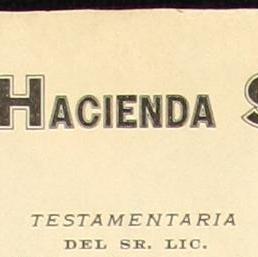 HACIENDA S
TESTAMENTARIA
DEL SR. LIC.